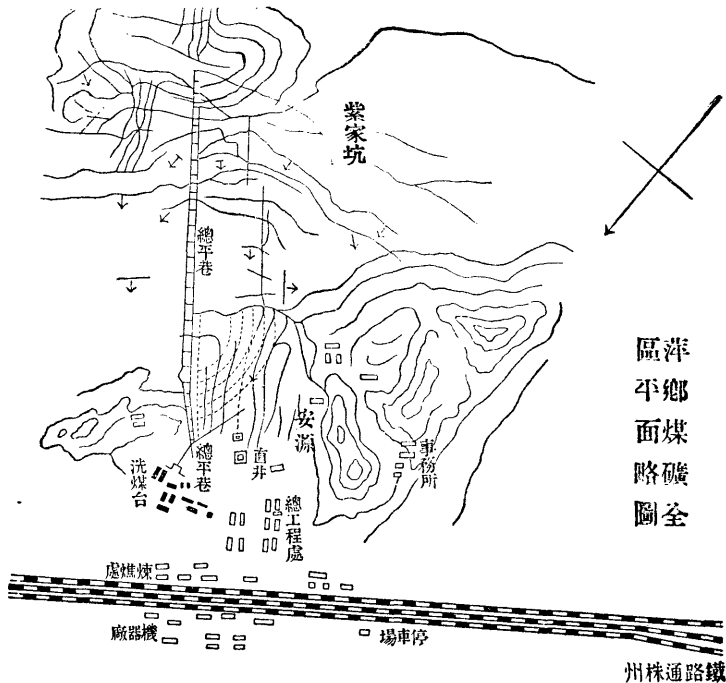 萍鄉煤礦全
區平面略圖
紫家坑
總平巷
安源
事務所
直井
總平巷
洗煤台
總工程處
煉燋處
機器廠
停車場
鐵路通株州